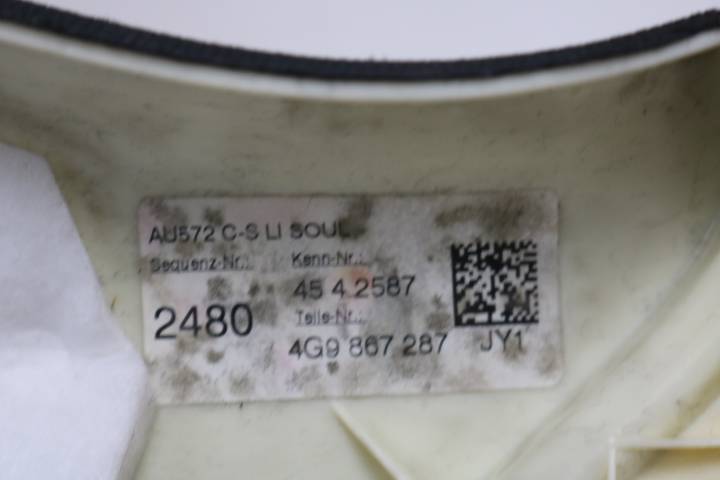 AU572 C-S LI SOUL
Sequenz-Nr.: Kenn-Nr.:
45 4 2587
2480 Teile-Nr.:
4G9 867 287 JY1